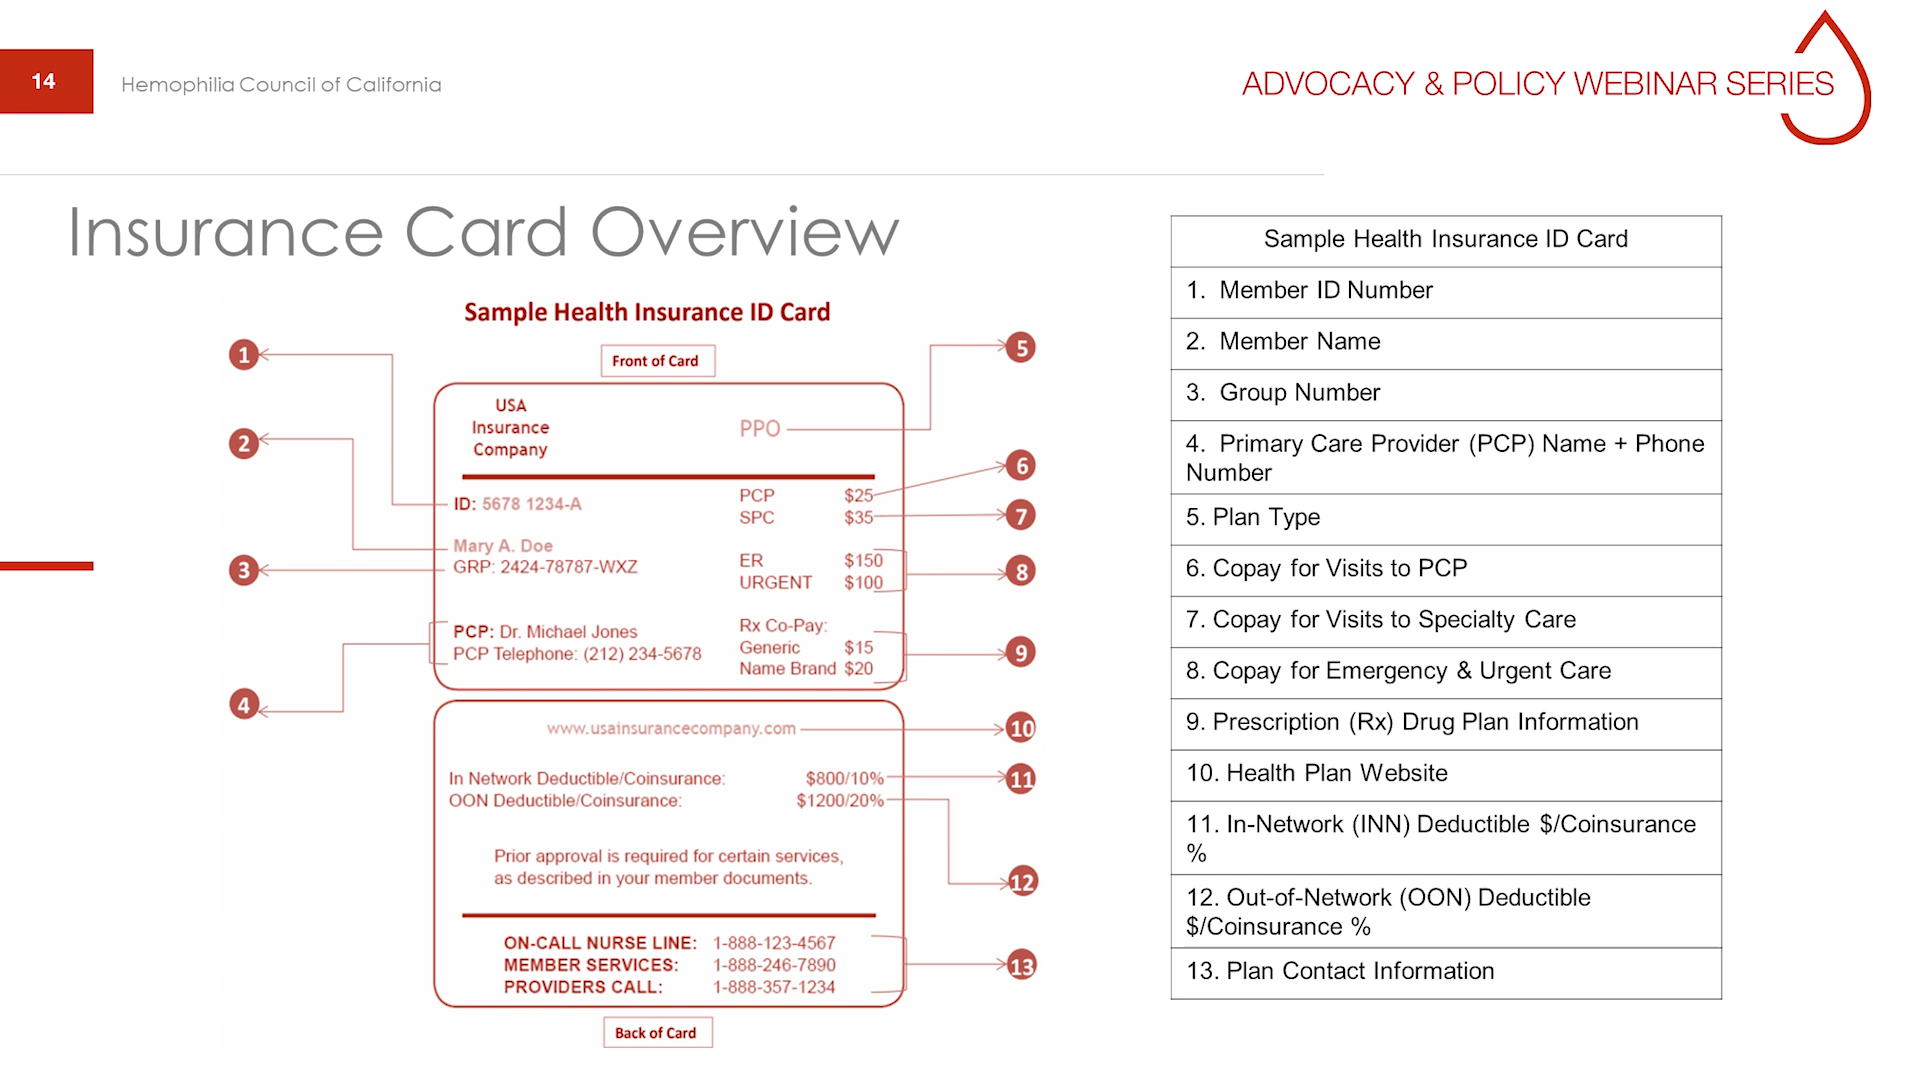 14
Hemophilia Council of California
ADVOCACY & POLICY WEBINAR SERIES
Insurance Card Overview
Sample Health Insurance ID Card
Front of Card
1
2
3
4
5
6
7
8
9
10
11
12
13
USA
Insurance
Company
PPO
ID: 5678 1234-A
Mary A. Doe
GRP: 2424-78787-WXZ
PCP: Dr. Michael Jones
PCP Telephone: (212) 234-5678
PCP $25
SPC $35
ER $150
URGENT $100
Rx Co-Pay:
Generic $15
Name Brand $20
www.usainsurancecompany.com
In Network Deductible/Coinsurance: $800/10%
OON Deductible/Coinsurance: $1200/20%
Prior approval is required for certain services,
as described in your member documents.
ON-CALL NURSE LINE: 1-888-123-4567
MEMBER SERVICES: 1-888-246-7890
PROVIDERS CALL: 1-888-357-1234
Back of Card
Sample Health Insurance ID Card
1. Member ID Number
2. Member Name
3. Group Number
4. Primary Care Provider (PCP) Name + Phone
Number
5. Plan Type
6. Copay for Visits to PCP
7. Copay for Visits to Specialty Care
8. Copay for Emergency & Urgent Care
9. Prescription (Rx) Drug Plan Information
10. Health Plan Website
11. In-Network (INN) Deductible $/Coinsurance
%
12. Out-of-Network (OON) Deductible
$/Coinsurance %
13. Plan Contact Information